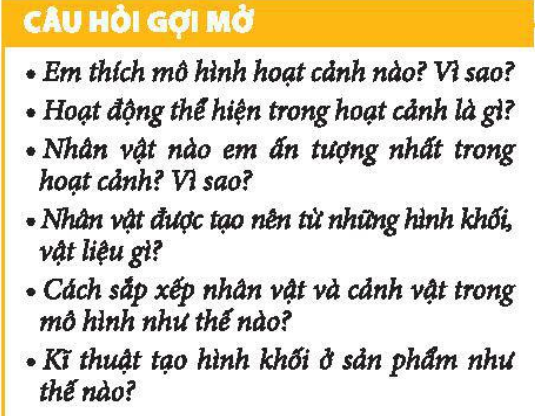 CÂU HỎI GỢI MỞ
• Em thích mô hình hoạt cảnh nào? Vì sao?
• Hoạt động thể hiện trong hoạt cảnh là gì?
• Nhân vật nào em ấn tượng nhất trong
hoạt cảnh? Vì sao?
• Nhân vật được tạo nên từ những hình khối,
vật liệu gì?
• Cách sắp xếp nhân vật và cảnh vật trong
mô hình như thế nào?
• Kĩ thuật tạo hình khối ở sản phẩm như
thế nào?